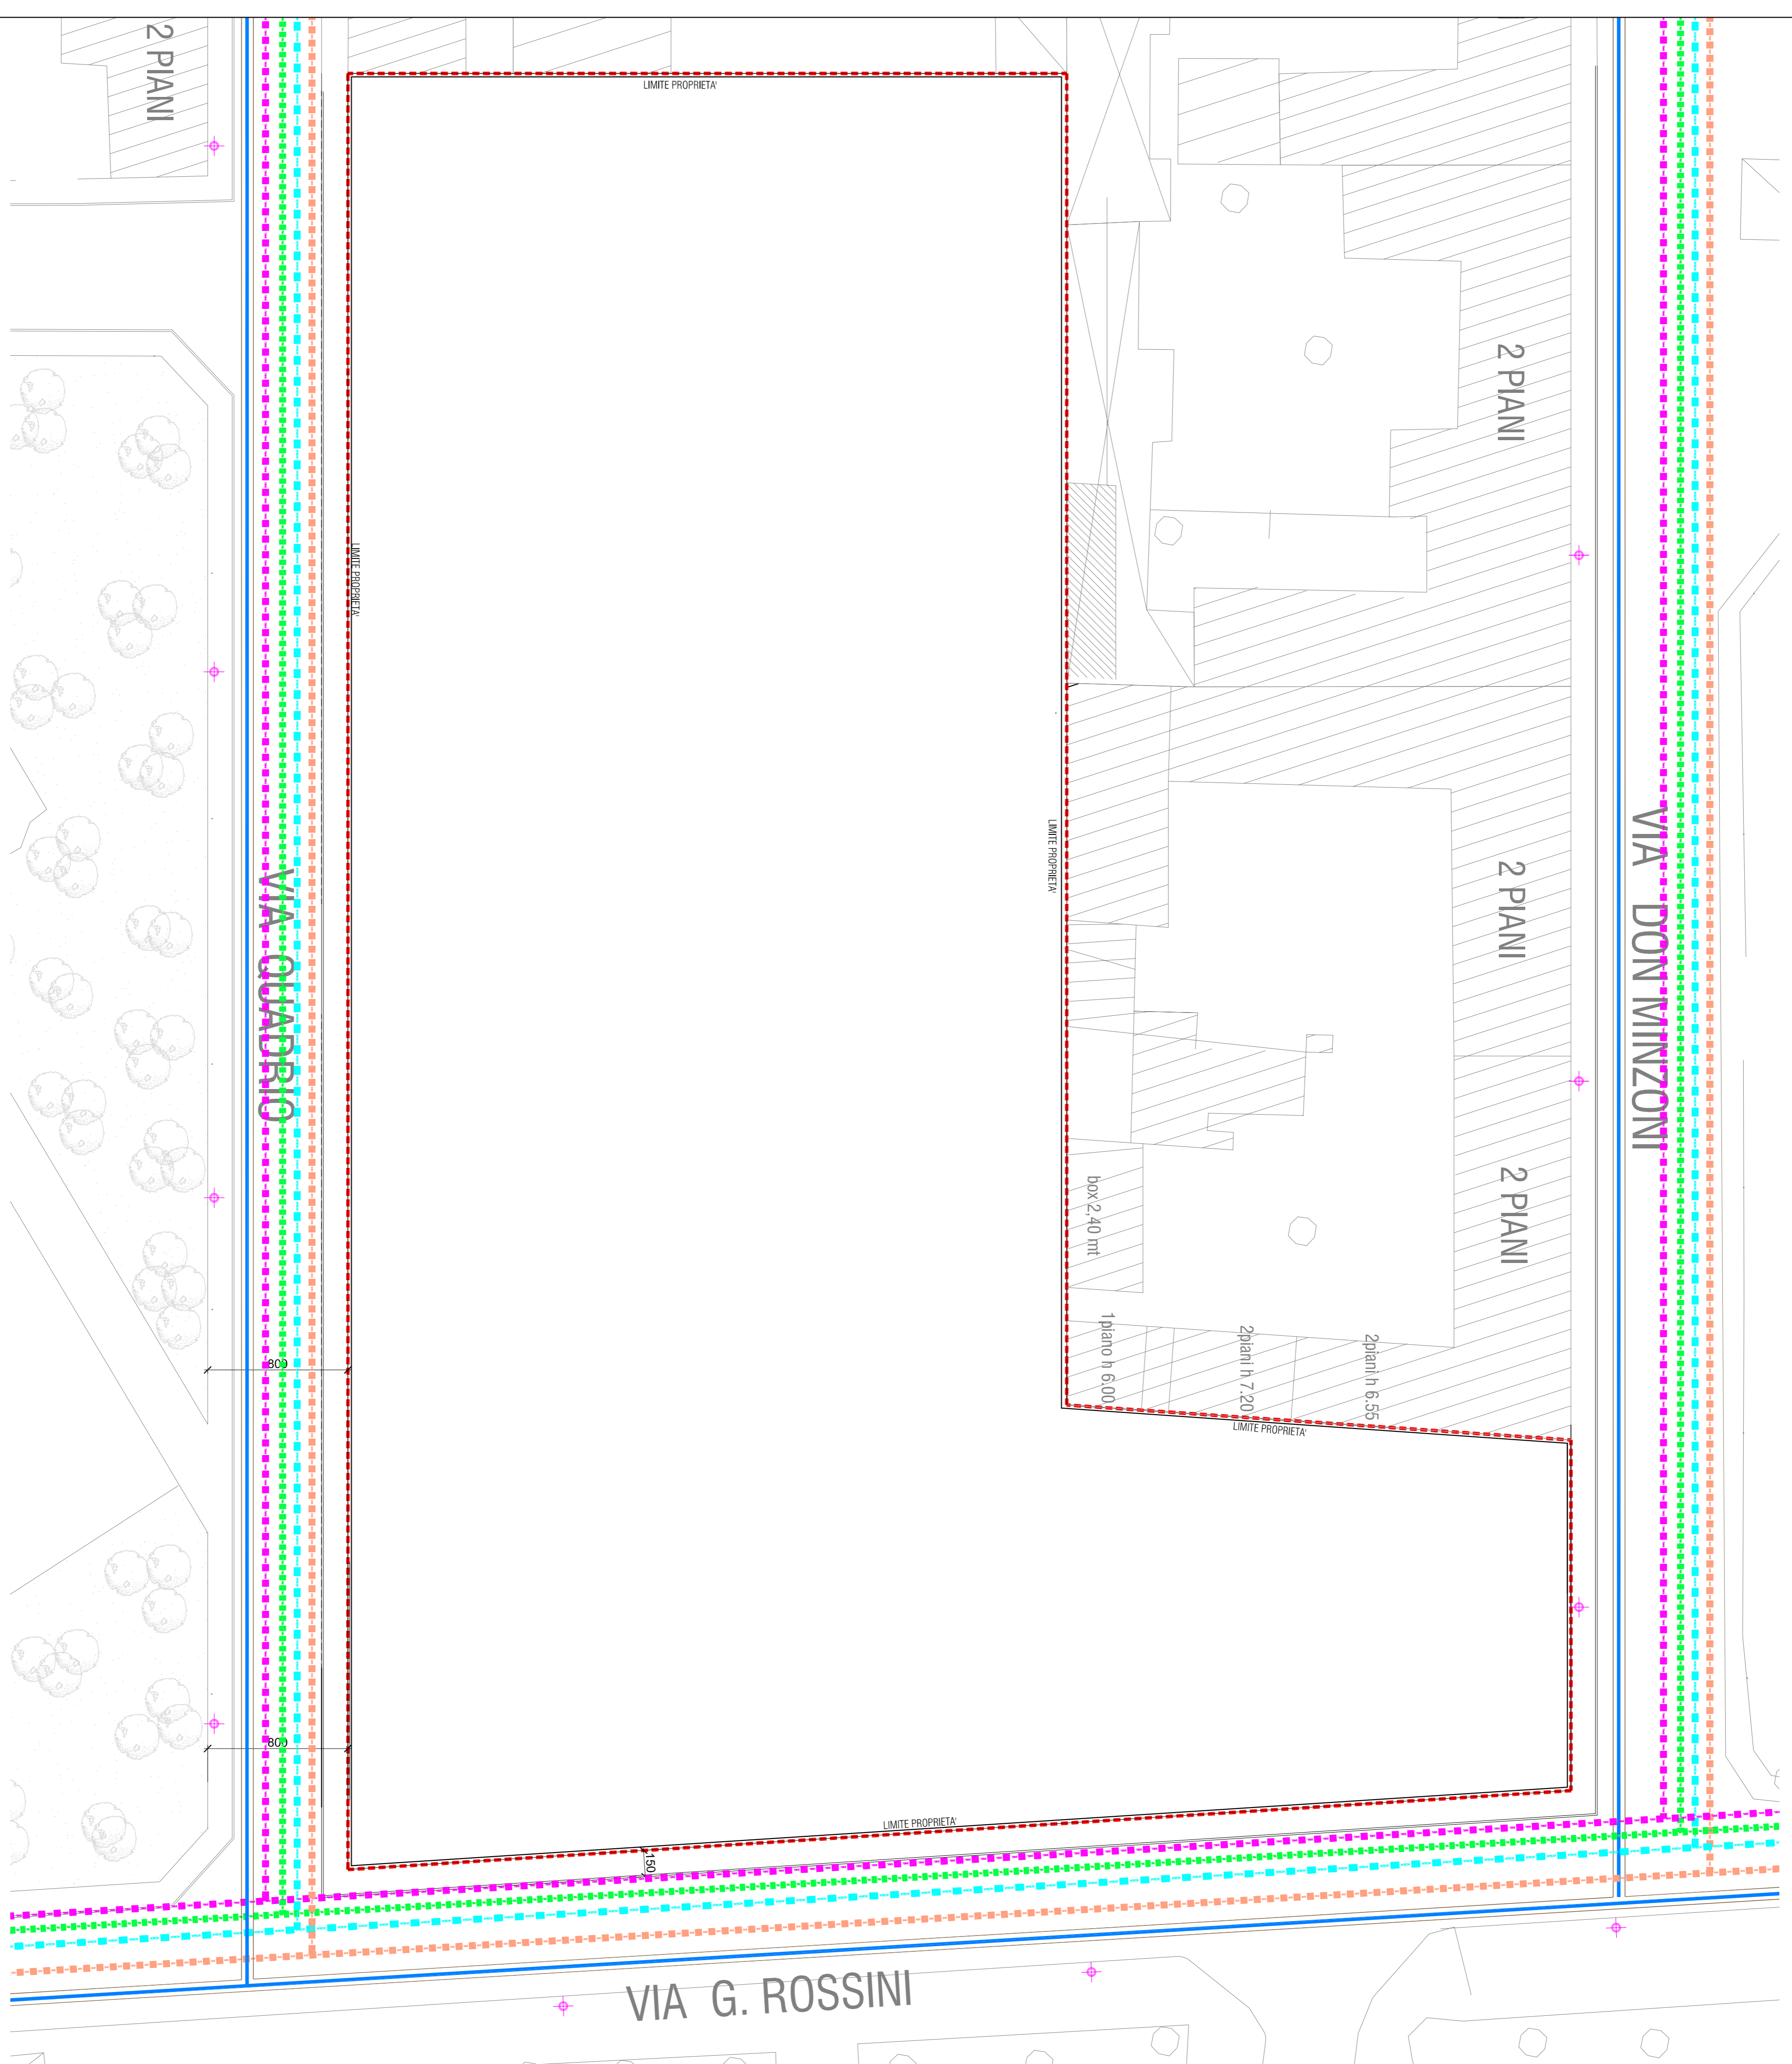 2 PIANI
LIMITE PROPRIETA'
2 PIANI
LIMITE PROPRIETA'
LIMITE PROPRIETA'
2 PIANI
VIA DON MINZONI
VIA QUADRIO
box 2,40 mt
2 PIANI
1piano h 6.00
2piani h 7.20
2piani h 6.55
800
LIMITE PROPRIETA'
800
LIMITE PROPRIETA'
150
VIA G. ROSSINI